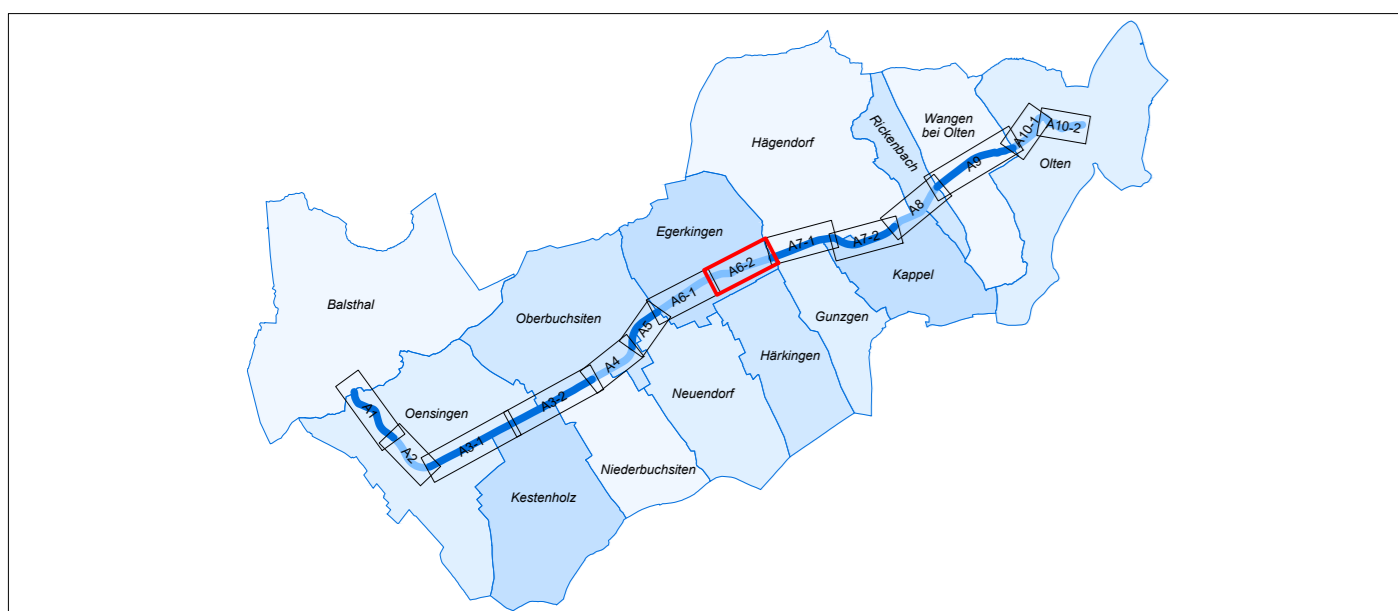 Hägendorf
Rickenbach
Wangen
bei Olten
A10-1
A10-2
Olten
A9
A8
Egerkingen
A7-1
A7-2
A6-2
Kappel
A6-1
Balsthal
Oberbuchsiten
Gunzgen
A5
Härkingen
A4
Neuendorf
A3-2
Oensingen
A1
A3-1
A2
Niederbuchsiten
Kestenholz